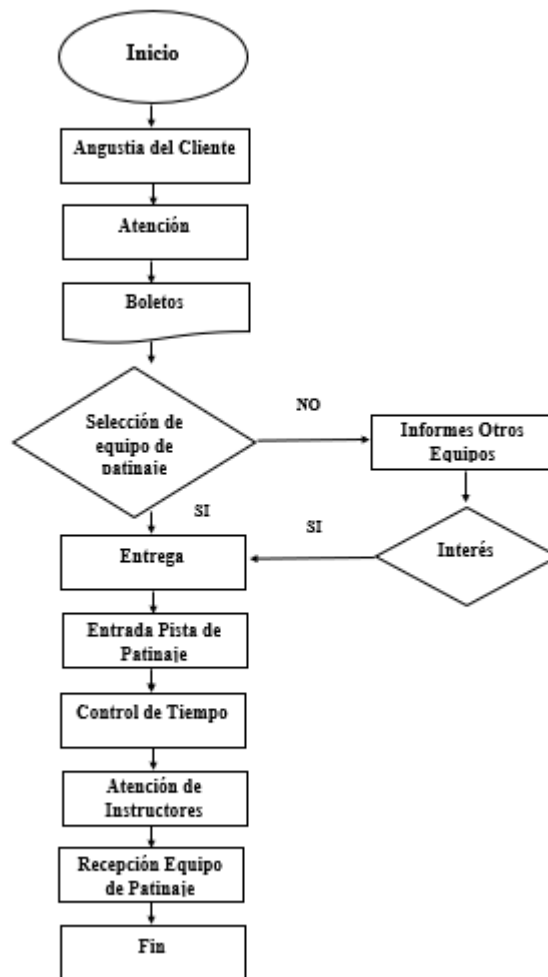 Inicio
Angustia del Cliente
Atención
Boletos
Selección de
equipo de
patinaje
NO
Informes Otros
Equipos
SI
SI
Interés
Entrega
Entrada Pista de
Patinaje
Control de Tiempo
Atención de
Instructores
Recepción Equipo
de Patinaje
Fin